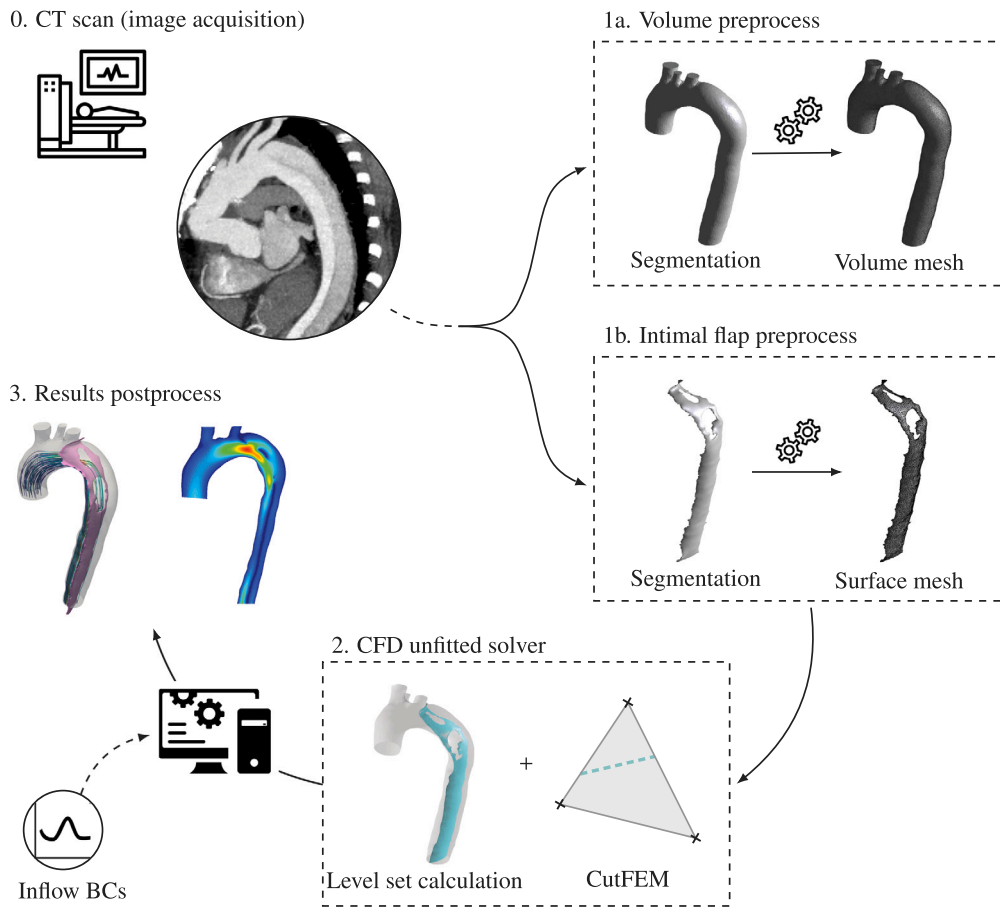 0. CT scan (image acquisition)
1a. Volume preprocess
Segmentation
Volume mesh
1b. Intimal flap preprocess
Segmentation
Surface mesh
2. CFD unfitted solver
Level set calculation
+
CutFEM
3. Results postprocess
Inflow BCs